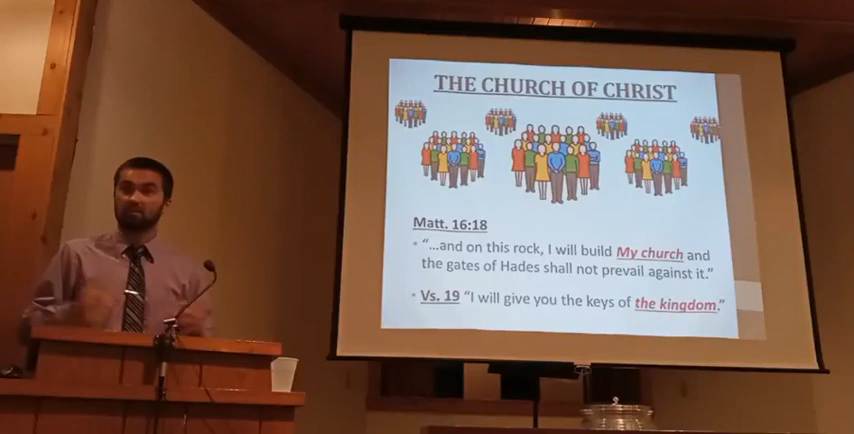 THE CHURCH OF CHRIST
Matt. 16:18
• “...and on this rock, I will build My church and
the gates of Hades shall not prevail against it.”
• Vs. 19 “I will give you the keys of the kingdom.”